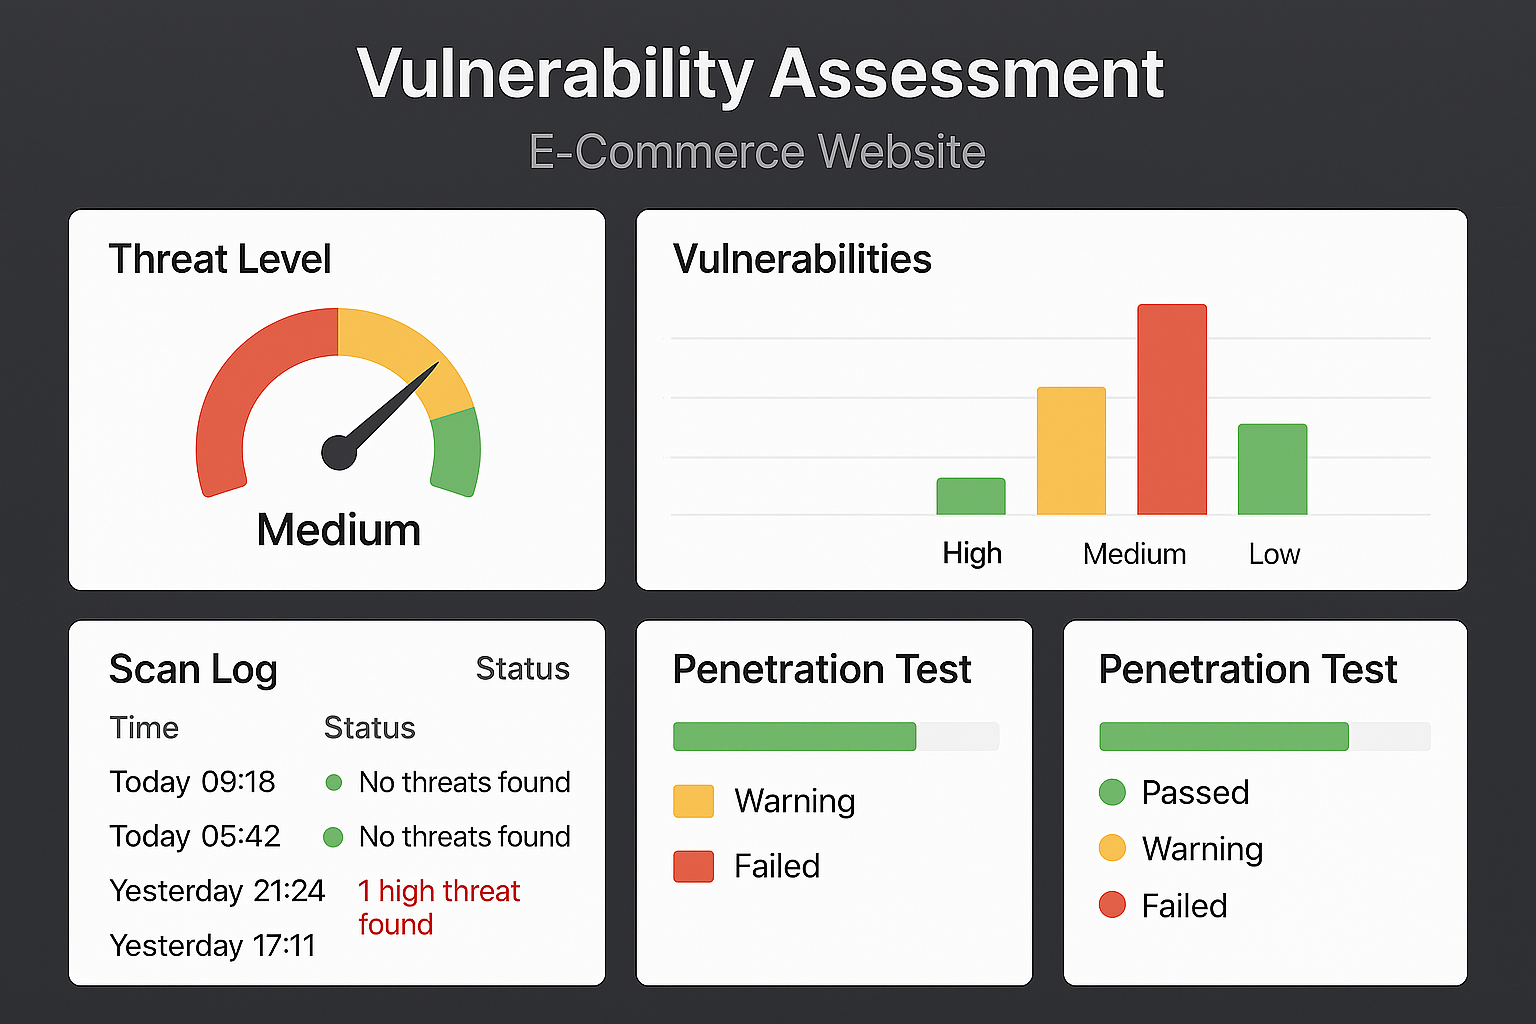 Vulnerability Assessment
E-Commerce Website
Threat Level
Medium
Vulnerabilities
High Medium Low
Scan Log Status
Time Status
Today 09:18 No threats found
Today 05:42 No threats found
Yesterday 21:24 1 high threat
found
Yesterday 17:11
Penetration Test
Warning
Failed
Penetration Test
Passed
Warning
Failed